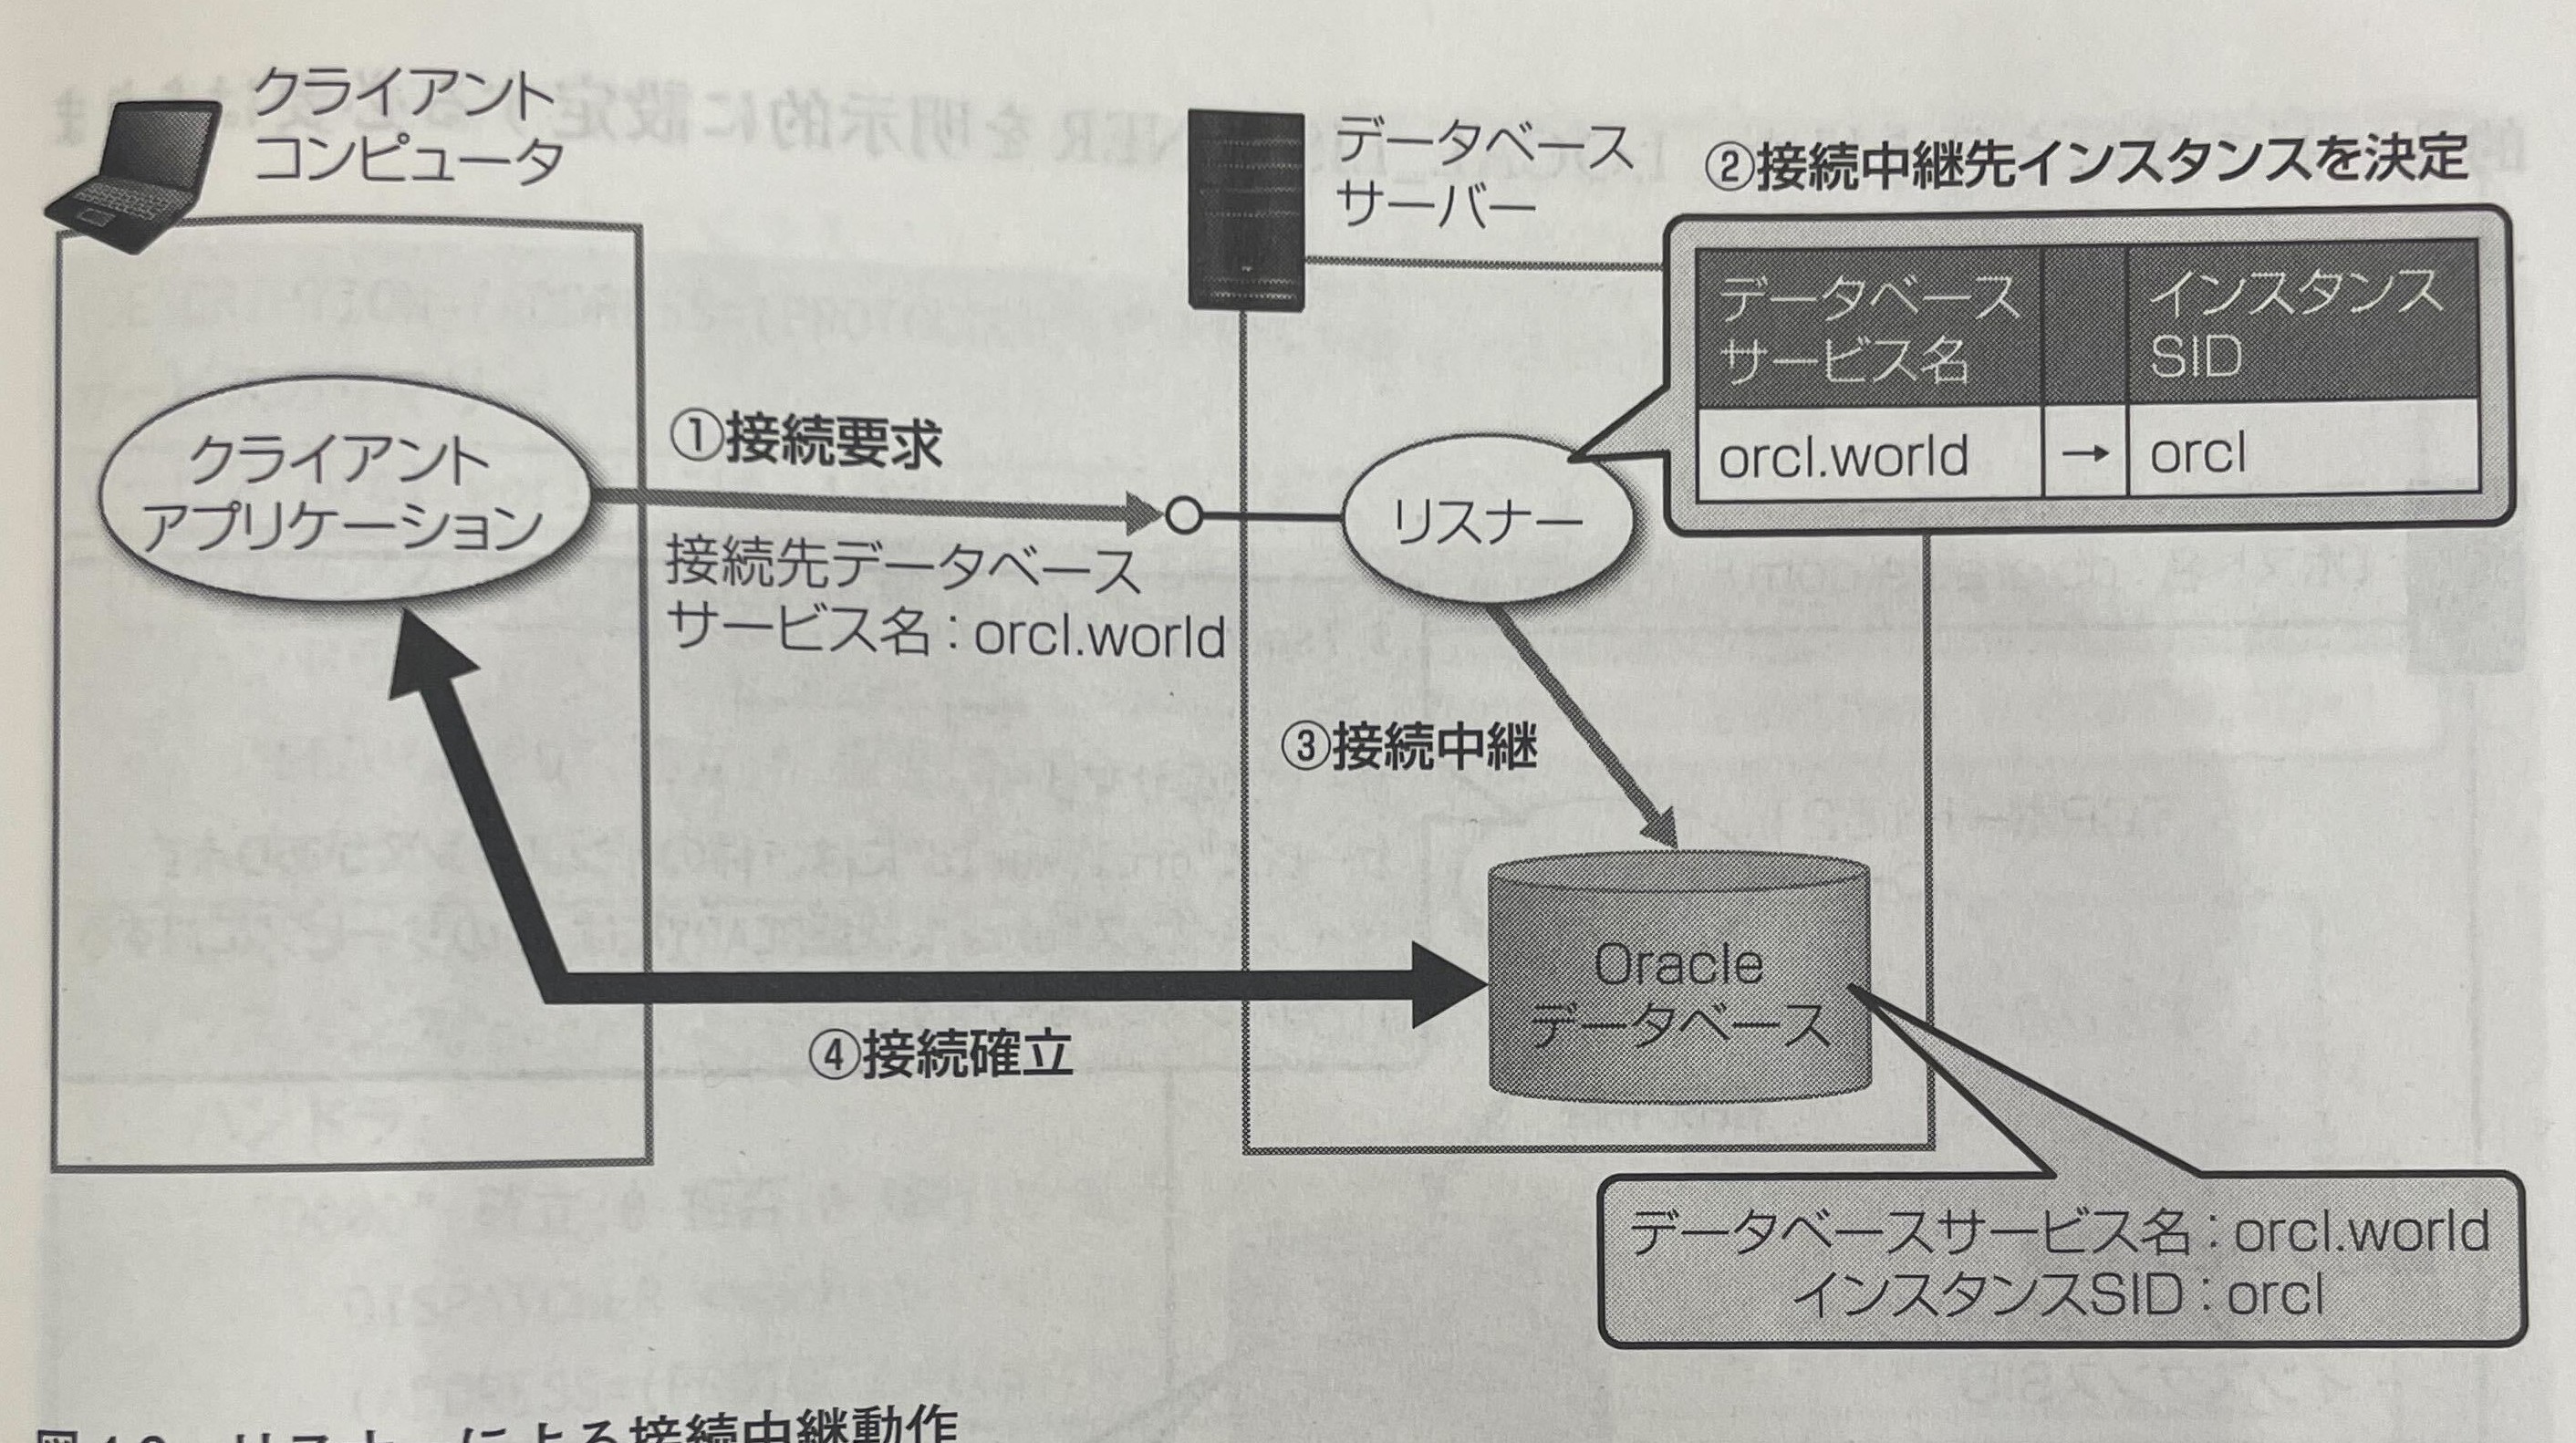 クライアント
コンピュータ
データベース
サーバー
②接続中継先インスタンスを決定
データベース
サービス名
インスタンス
SID
orcl.world
→
orcl
クライアント
アプリケーション
①接続要求
接続先データベース
サービス名：orcl.world
リスナー
③接続中継
④接続確立
Oracle
データベース
データベースサービス名：orcl.world
インスタンスSID：orcl
リスナーによる接続中継動作